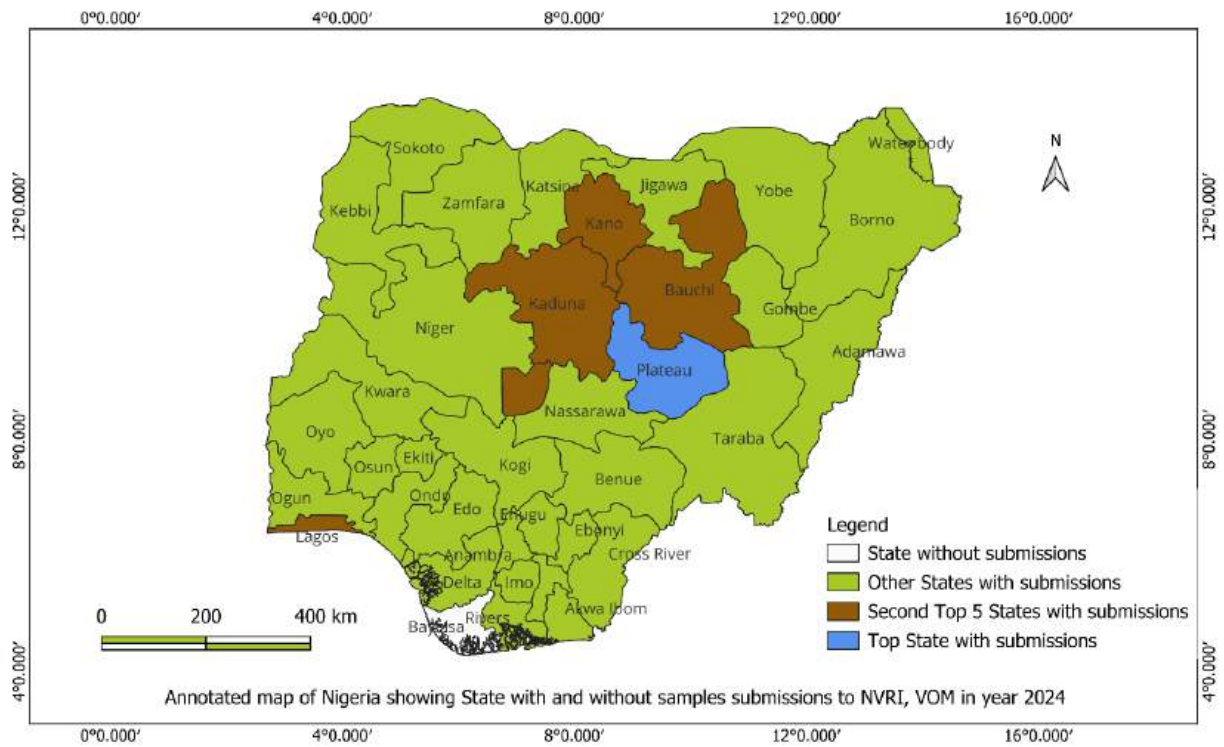 0°0.000′ 4°0.000′ 8°0.000′ 12°0.000′ 16°0.000′
N
12°0.000′ 12°0.000′
Sokoto Waterbody
Katsina Jigawa Yobe
Kebbi Zamfara Borno
Kano
Kaduna Bauchi
Niger Gombe
Adamawa
Plateau
Kwara Nassarawa
8°0.000′ 8°0.000′
Oyo Taraba
Osun Ekiti Kogi Benue
Ogun Ondo Edo Enugu Ebonyi
Lagos Anambra Cross River
Delta Imo Akwa Ibom
Bayelsa Rivers
Legend
State without submissions
Other States with submissions
Second Top 5 States with submissions
Top State with submissions
0 200 400 km
4°0.000′ 4°0.000′
Annotated map of Nigeria showing State with and without samples submissions to NVRI, VOM in year 2024
0°0.000′ 4°0.000′ 8°0.000′ 12°0.000′ 16°0.000′